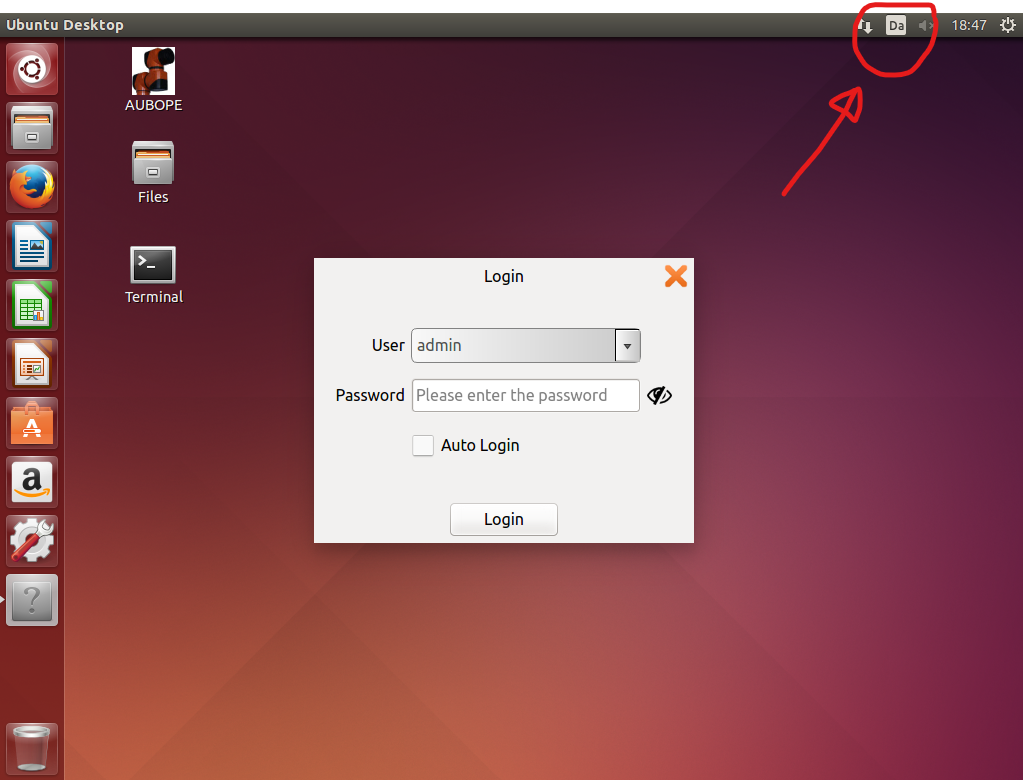 Ubuntu Desktop
Da
18:47
AUBOPE
Files
Terminal
Login
User admin
Password Please enter the password
Auto Login
Login